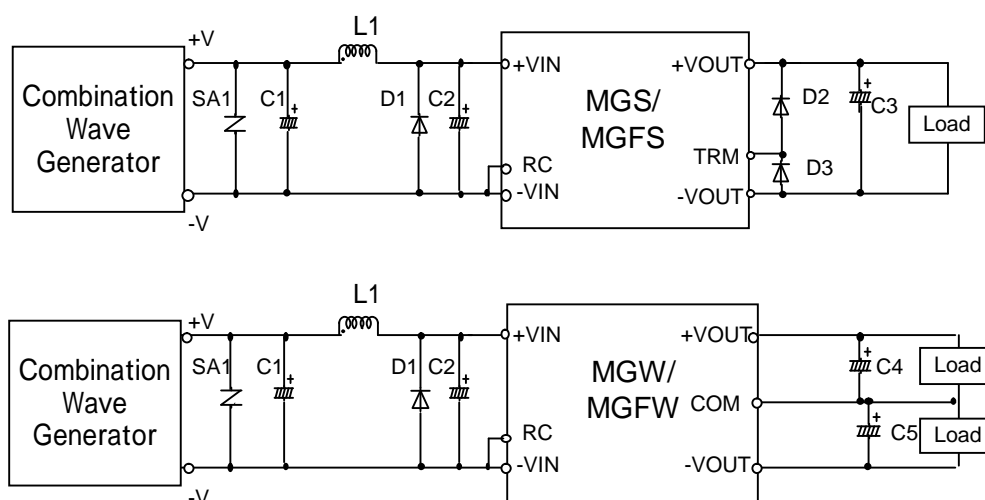 L1
+V
+VIN
+VOUT
SA1
C1
D1
C2
D2
C3
Combination
Wave
Generator
MGS/
MGFS
Load
TRM
RC
D3
-VIN
-VOUT
-V
+
+
+
L1
+V
+VIN
+VOUT
SA1
C1
D1
C2
C4
Load
Combination
Wave
Generator
MGW/
MGFW
COM
RC
C5
Load
-VIN
-VOUT
-V
+
+
+
+